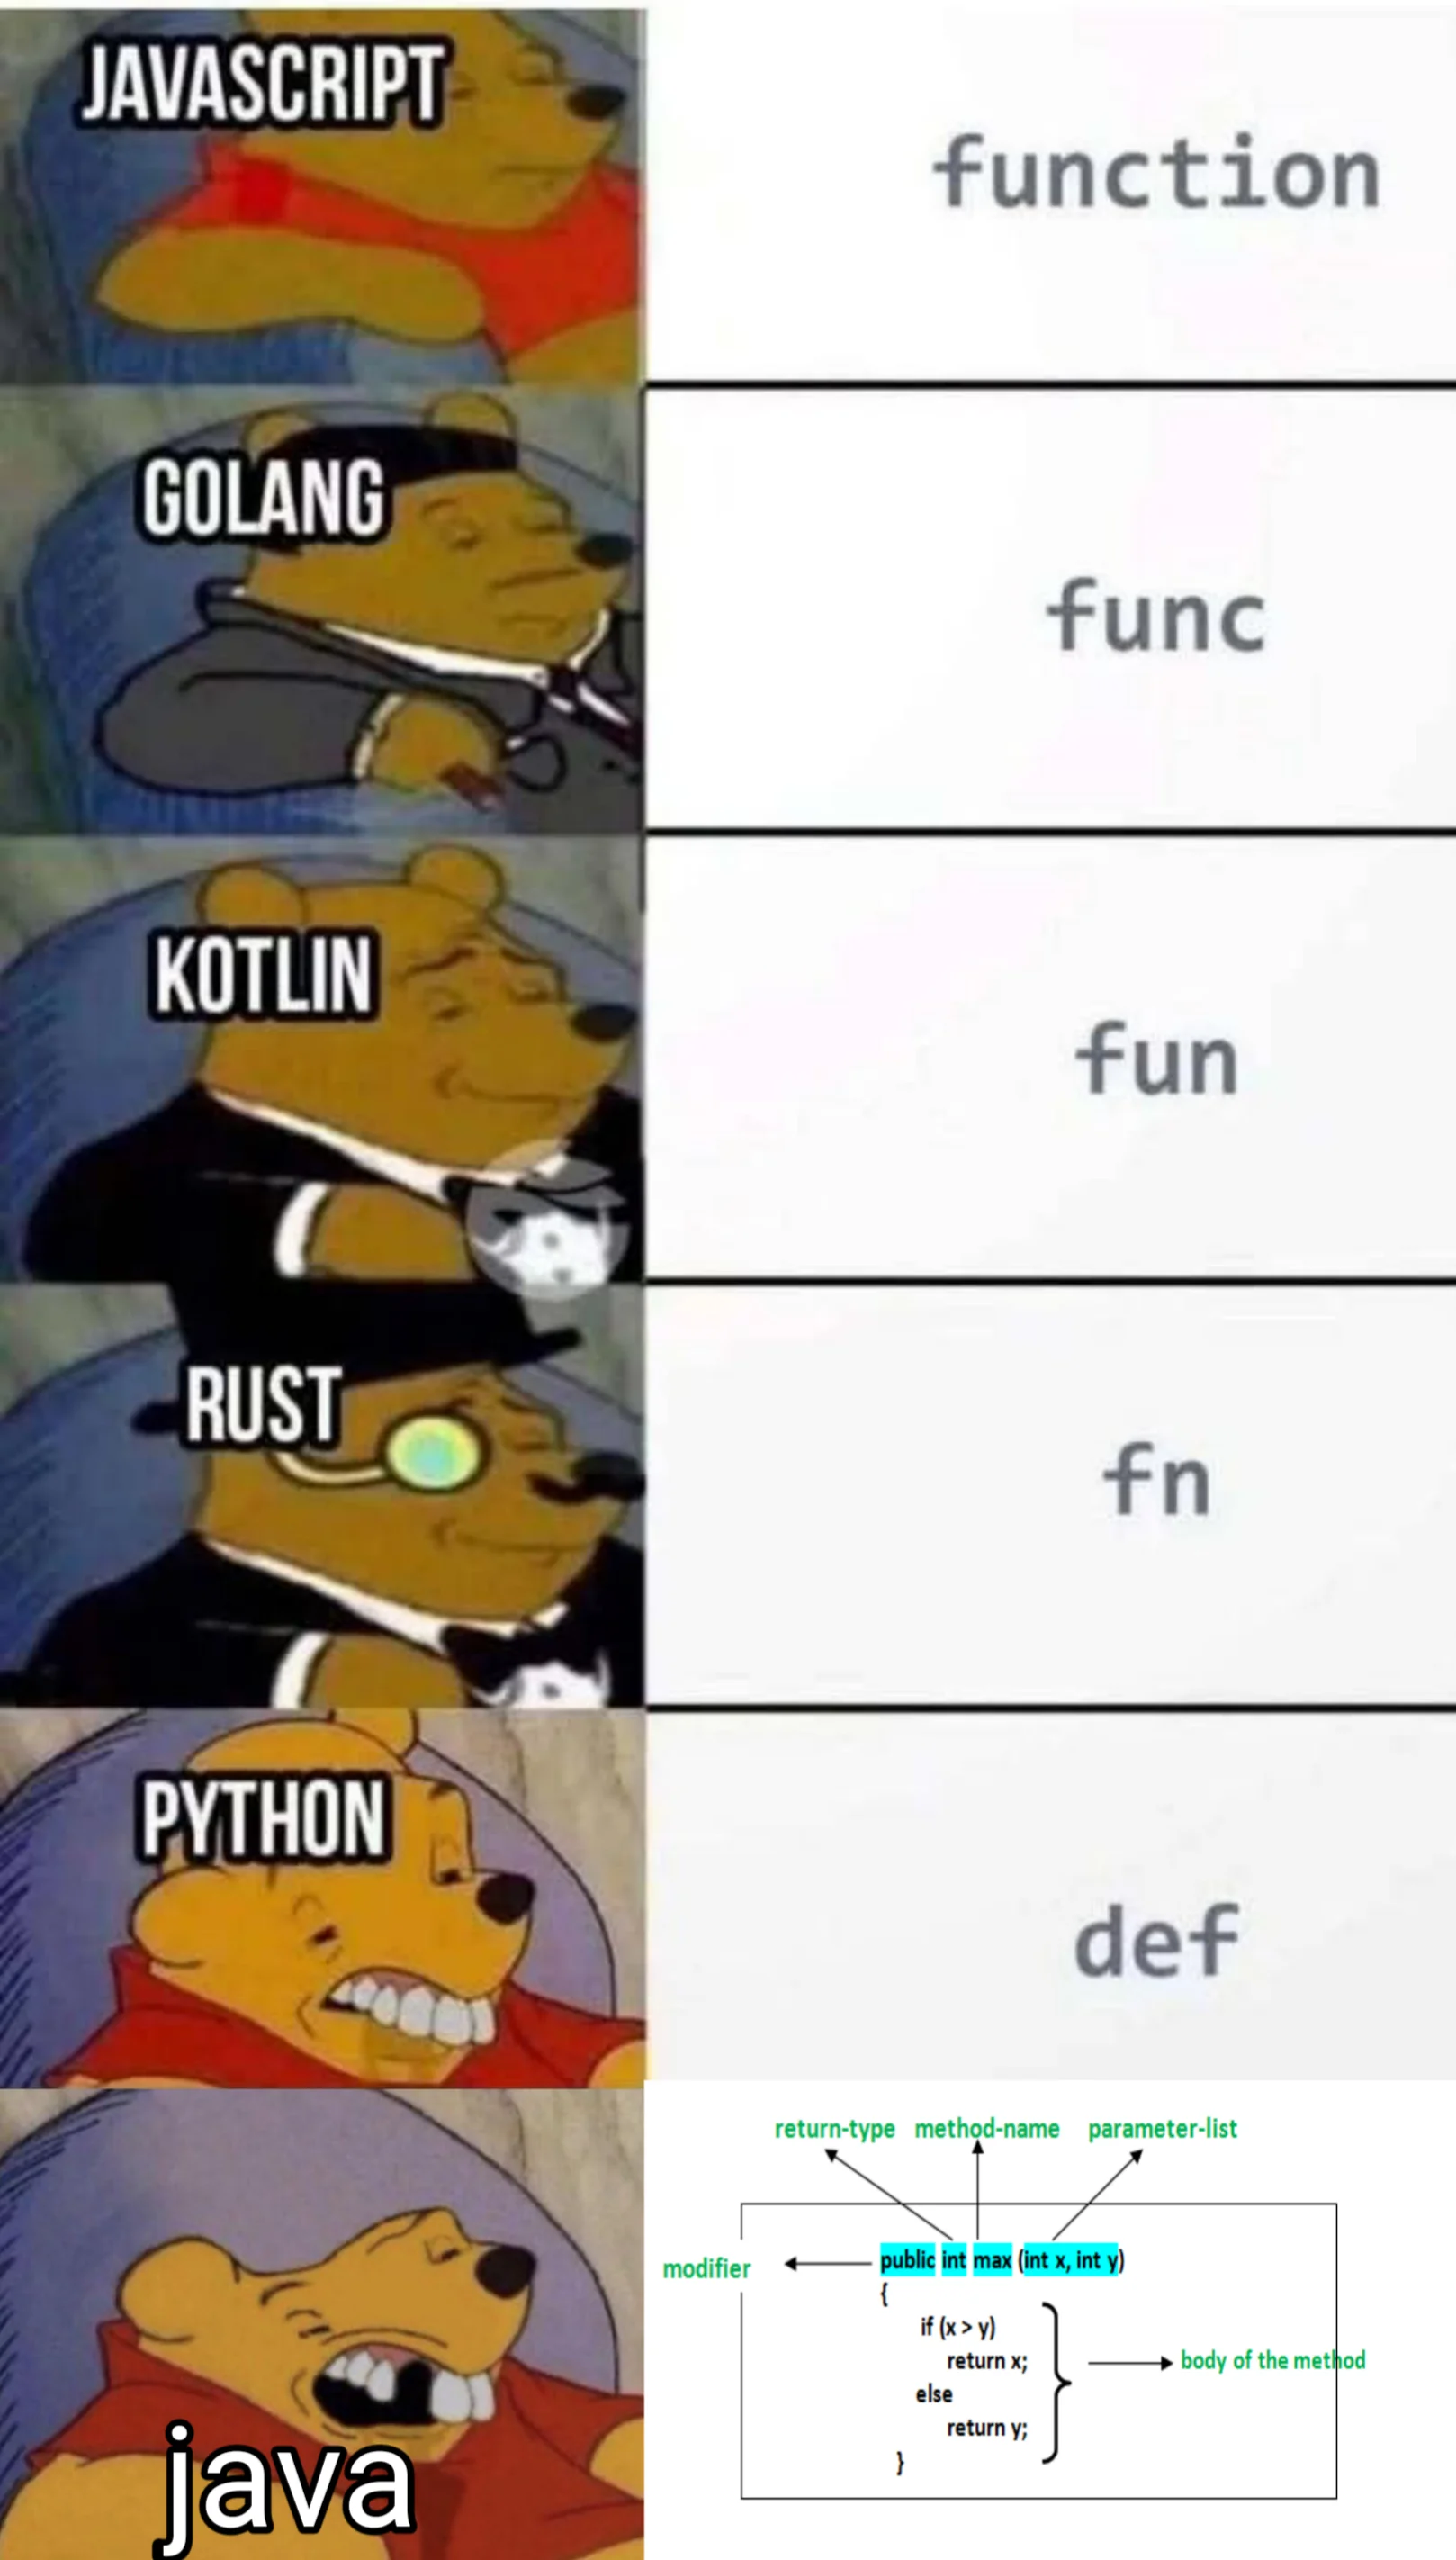 JAVASCRIPT
function
GOLANG
func
KOTLIN
fun
RUST
fn
PYTHON
def
return-type method-name parameter-list
modifier
public int max (int x, int y)
{
if (x > y)
return x;
else
return y;
}
body of the method
java